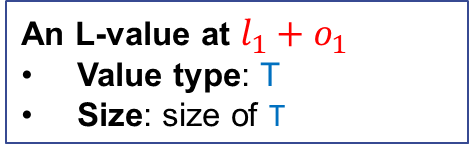 An L-value at l₁ + o₁
• Value type: T
• Size: size of T